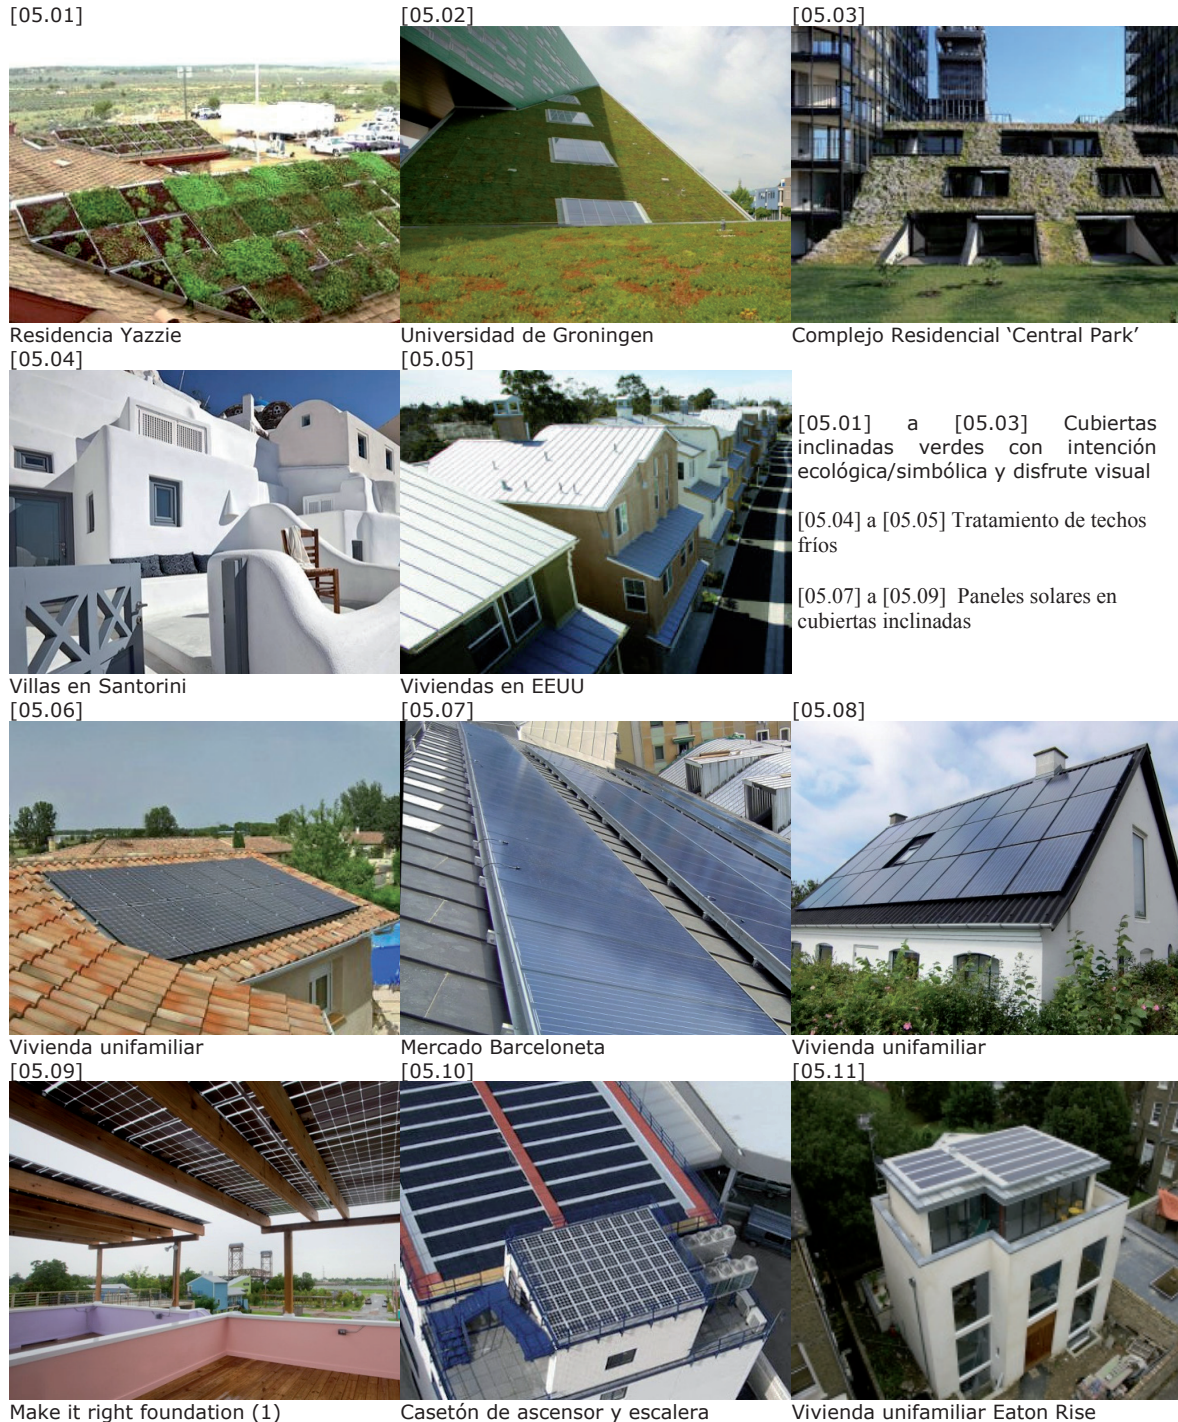 [05.01]
[05.02]
[05.03]
Residencia Yazzie
Universidad de Groningen
Complejo Residencial ‘Central Park’
[05.04]
[05.05]
[05.01] a [05.03] Cubiertas
inclinadas verdes con intención
ecológica/simbólica y disfrute visual
[05.04] a [05.05] Tratamiento de techos
fríos
[05.07] a [05.09] Paneles solares en
cubiertas inclinadas
Villas en Santorini
Viviendas en EEUU
[05.06]
[05.07]
[05.08]
Vivienda unifamiliar
Mercado Barceloneta
Vivienda unifamiliar
[05.09]
[05.10]
[05.11]
Make it right foundation (1)
Casetón de ascensor y escalera
Vivienda unifamiliar Eaton Rise